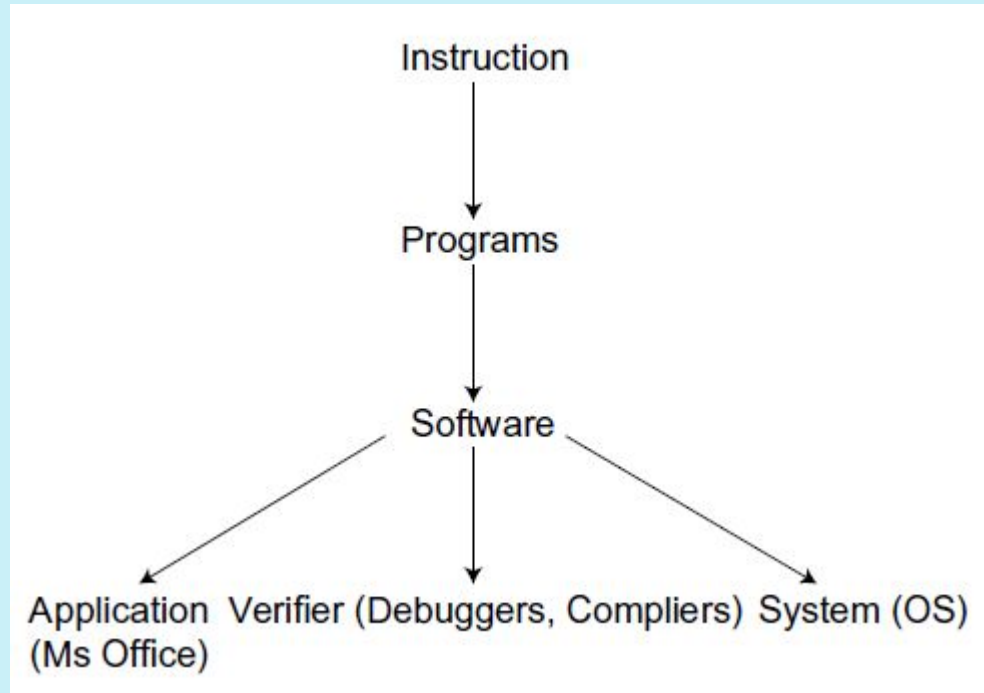 Instruction
Programs
Software
Application Verifier (Debuggers, Compliers) System (OS)
(Ms Office)